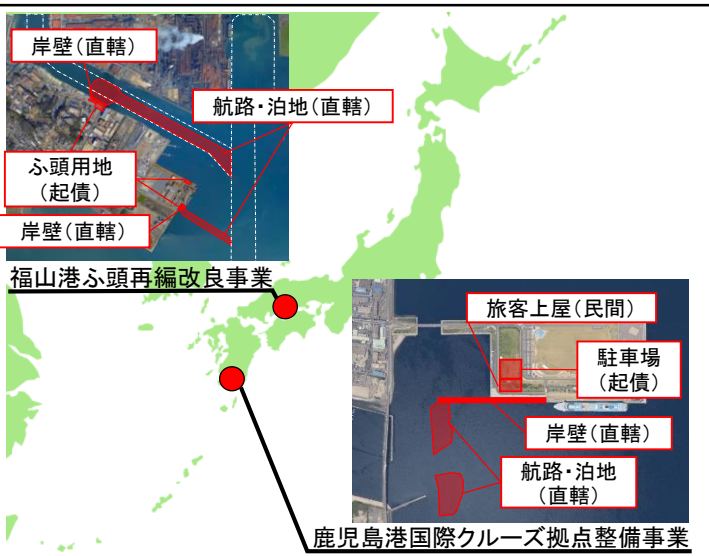 岸壁(直轄)
航路・泊地(直轄)
ふ頭用地
(起債)
岸壁(直轄)
福山港ふ頭再編改良事業
旅客上屋(民間)
駐車場
(起債)
岸壁(直轄)
航路・泊地
(直轄)
鹿児島港国際クルーズ拠点整備事業